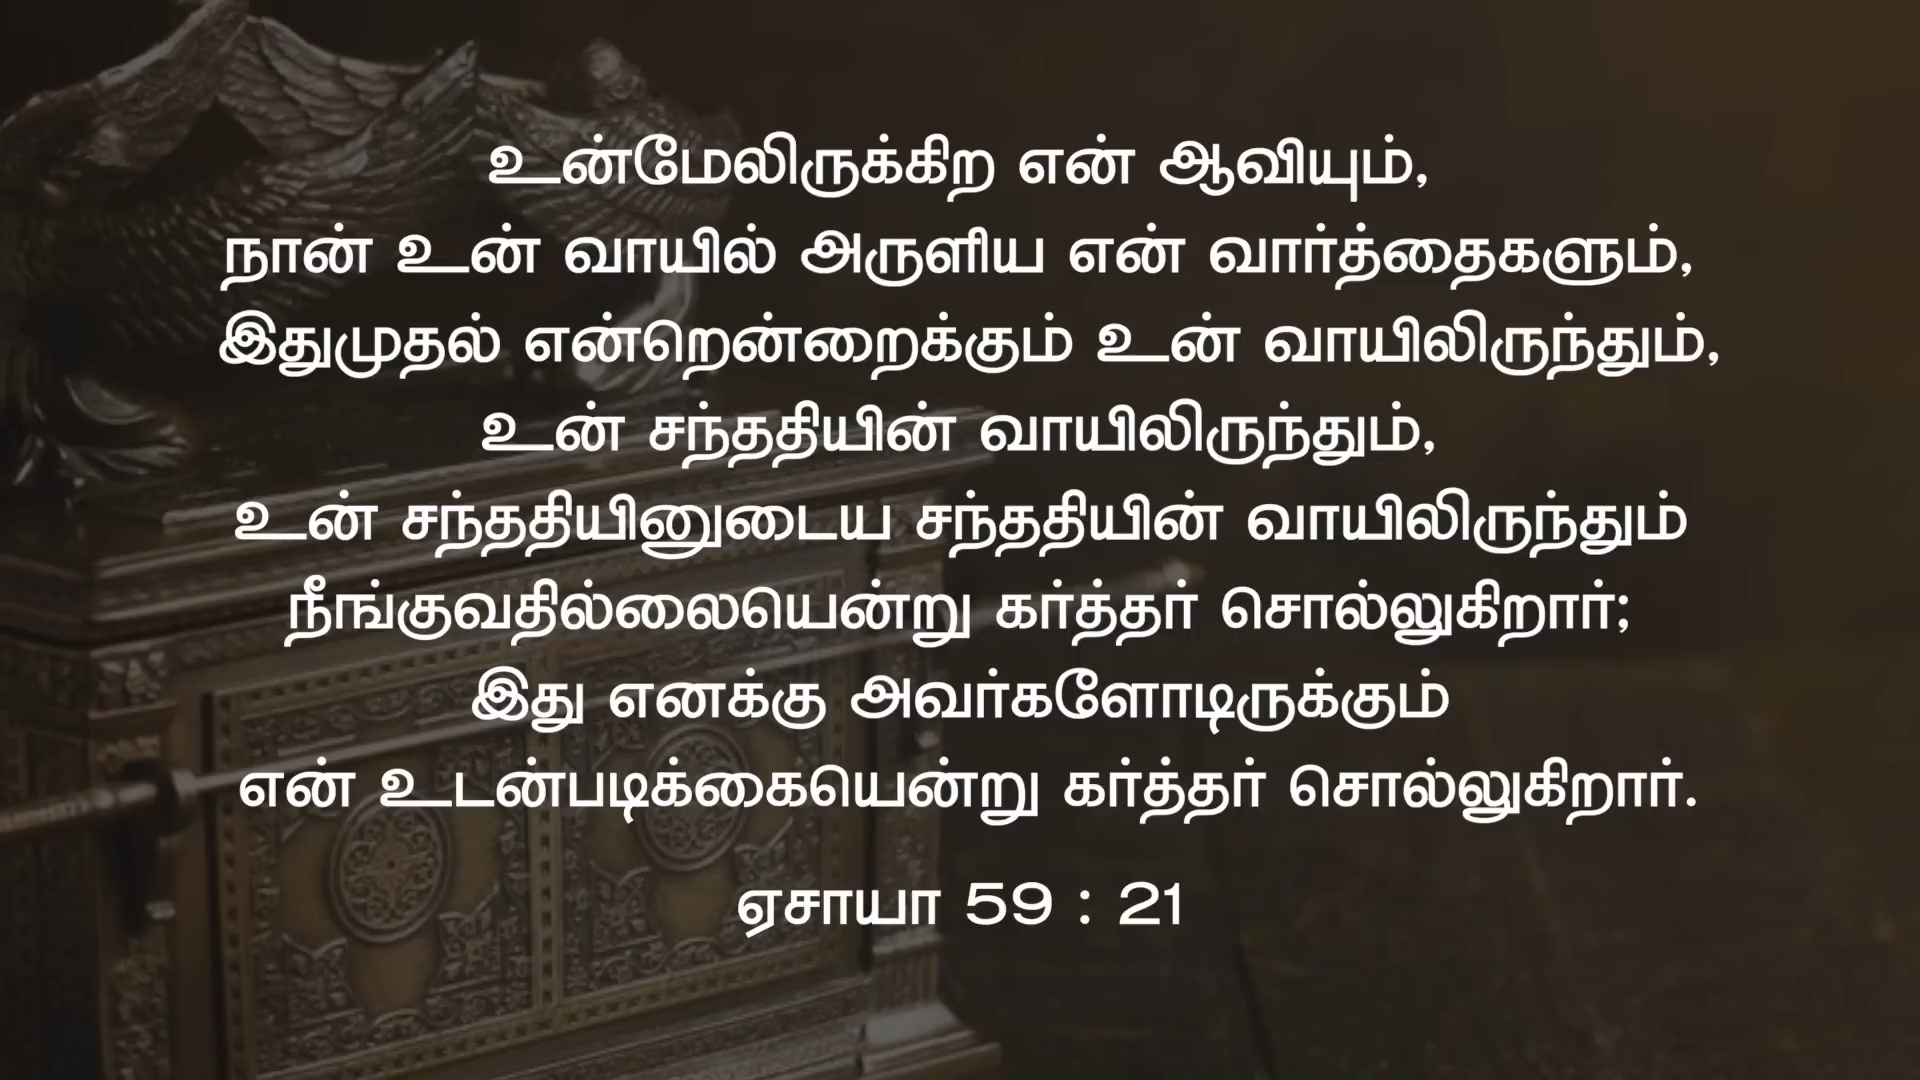 உன்மேலிருக்கிற என் ஆவியும்,
நான் உன் வாயில் அருளிய என் வார்த்தைகளும்,
இதுமுதல் என்றென்றைக்கும் உன் வாயிலிருந்தும்,
உன் சந்ததியின் வாயிலிருந்தும்,
உன் சந்ததியினுடைய சந்ததியின் வாயிலிருந்தும்
நீங்குவதில்லையென்று கர்த்தர் சொல்லுகிறார்;
இது எனக்கு அவர்களோடிருக்கும்
என் உடன்படிக்கையென்று கர்த்தர் சொல்லுகிறார்.
ஏசாயா 59 : 21